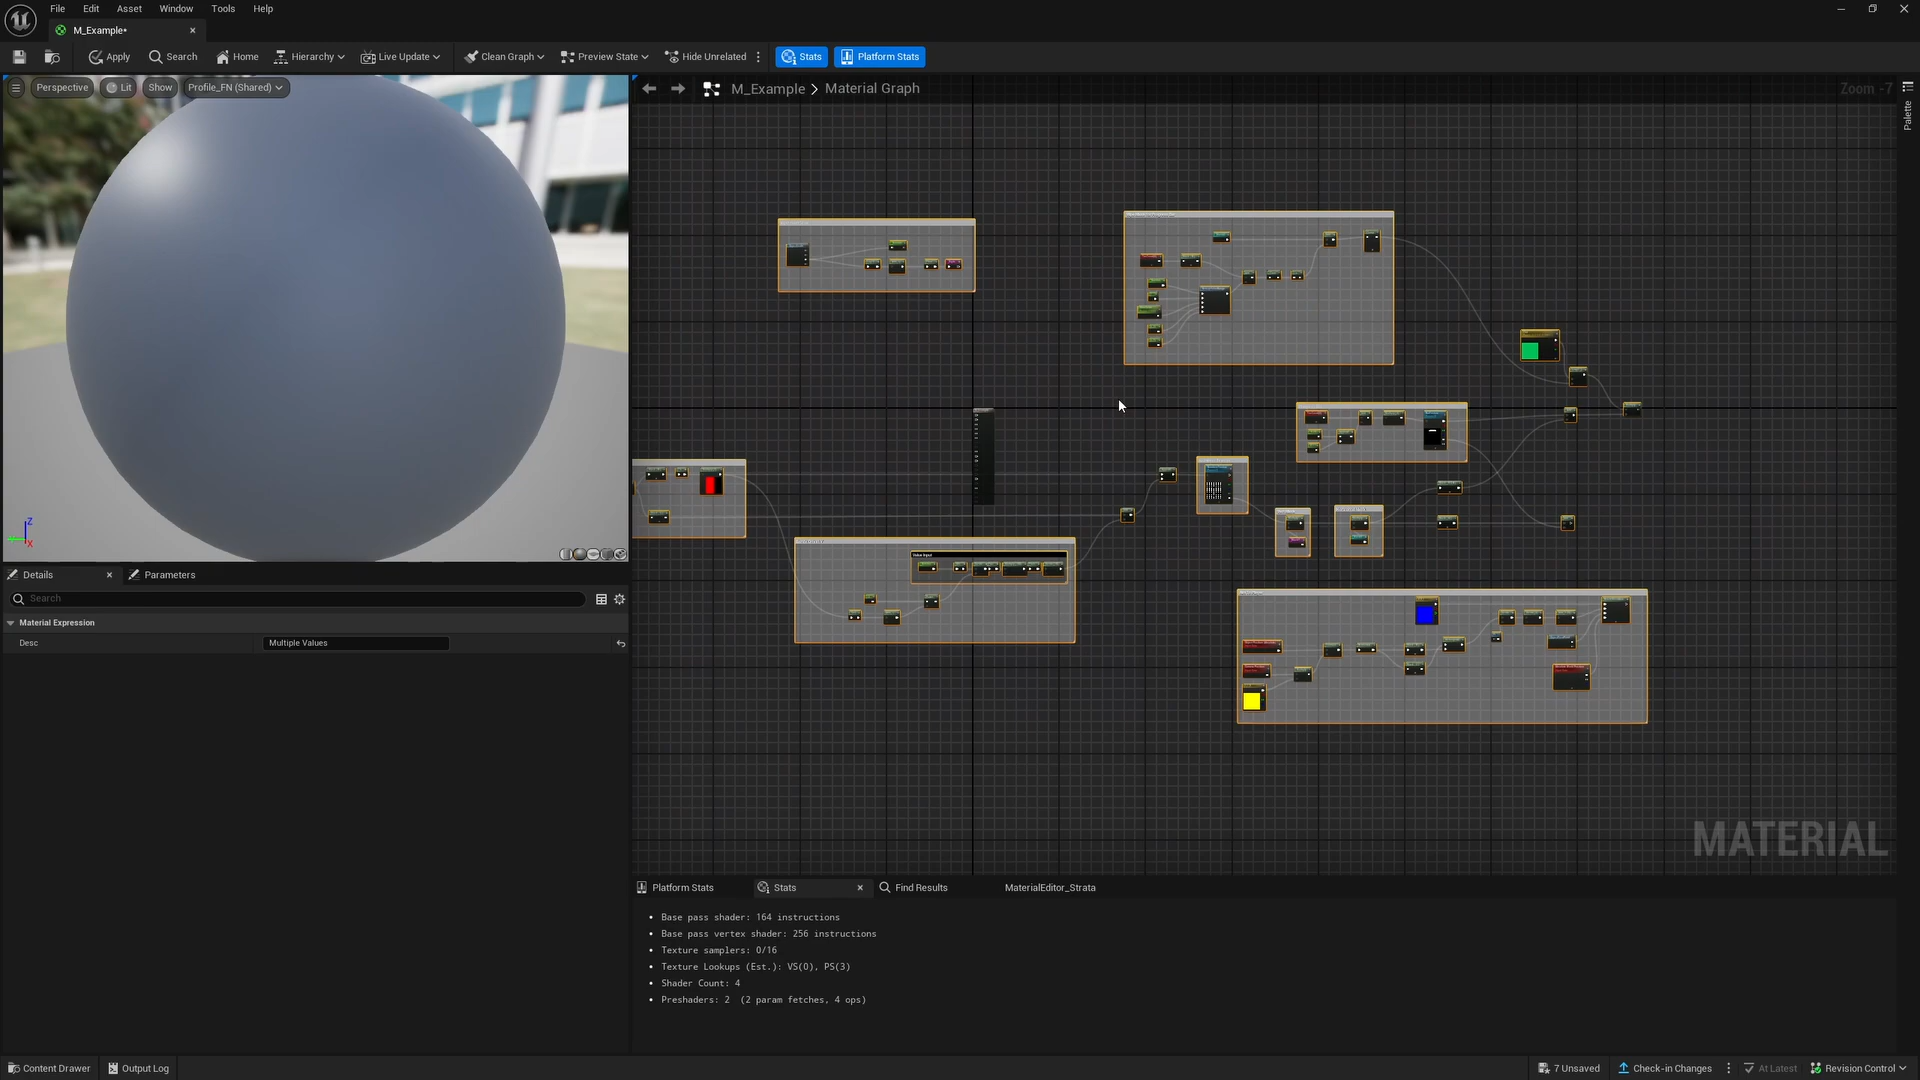 File Edit Asset Window Tools Help
M_Example•
Apply Search Home Hierarchy Live Update Clean Graph Preview State Hide Unrelated Stats Platform Stats
Perspective Lit Show Profile_FN (Shared)
M_Example > Material Graph
Zoom -7
Palette
Value Input
Z
X
MATERIAL
Details
Parameters
Search
Material Expression
Desc Multiple Values
Platform Stats Stats Find Results MaterialEditor_Strata
• Base pass shader: 164 instructions
• Base pass vertex shader: 256 instructions
• Texture samplers: 0/16
• Texture Lookups (Est.): VS(0), PS(3)
• Shader Count: 4
• Preshaders: 2 (2 param fetches, 4 ops)
Content Drawer Output Log 7 Unsaved Check-in Changes At Latest Revision Control